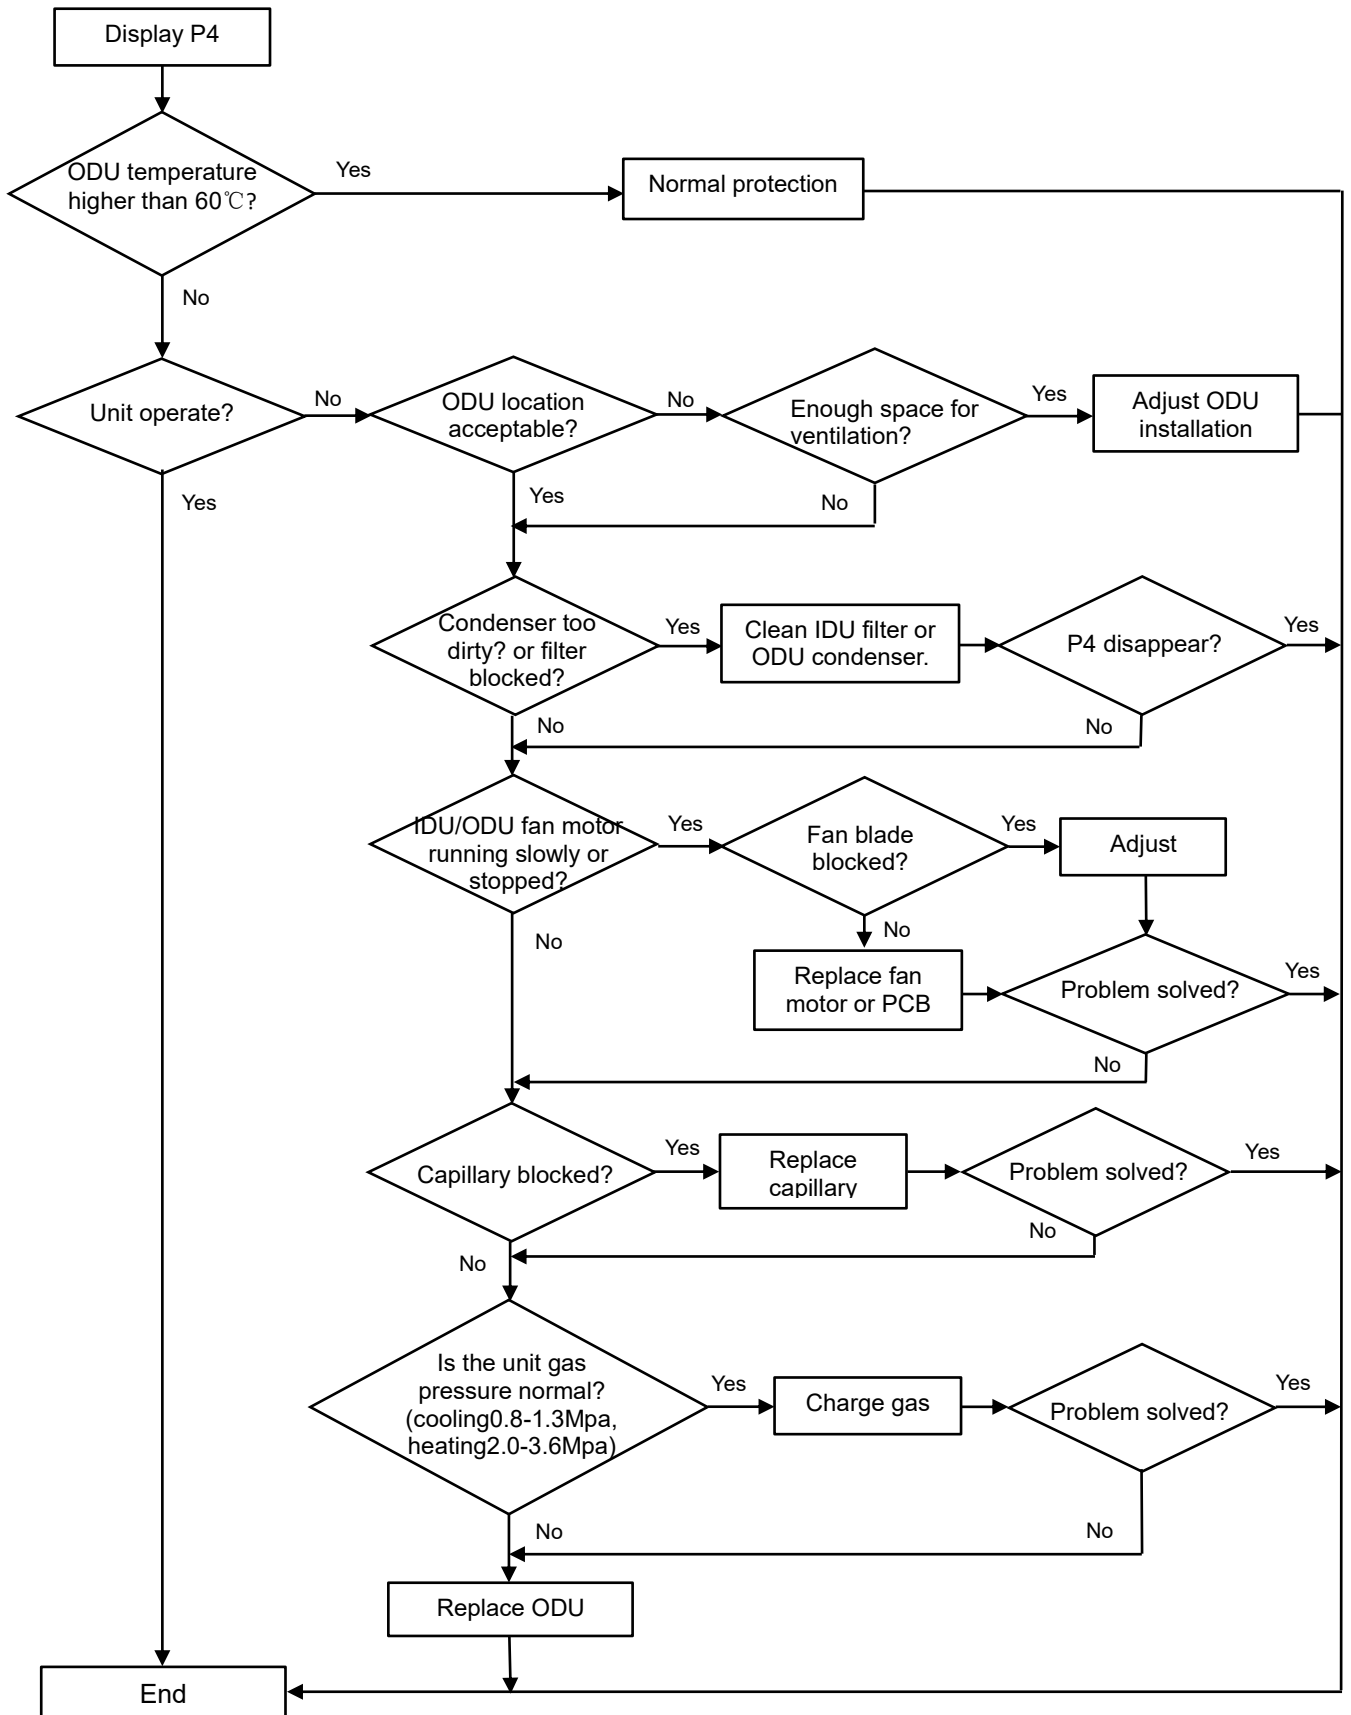 Display P4
ODU temperature
higher than 60℃?
Yes
Normal protection
No
Unit operate?
No
ODU location
acceptable?
No
Enough space for
ventilation?
Yes
Adjust ODU
installation
Yes
Yes
No
Condenser too
dirty? or filter
blocked?
Yes
Clean IDU filter or
ODU condenser.
P4 disappear?
Yes
No
No
IDU/ODU fan motor
running slowly or
stopped?
Yes
Fan blade
blocked?
Yes
Adjust
No
No
Replace fan
motor or PCB
Problem solved?
Yes
No
Capillary blocked?
Yes
Replace
capillary
Problem solved?
Yes
No
No
Is the unit gas
pressure normal?
(cooling0.8-1.3Mpa,
heating2.0-3.6Mpa)
Yes
Charge gas
Problem solved?
Yes
No
No
Replace ODU
End